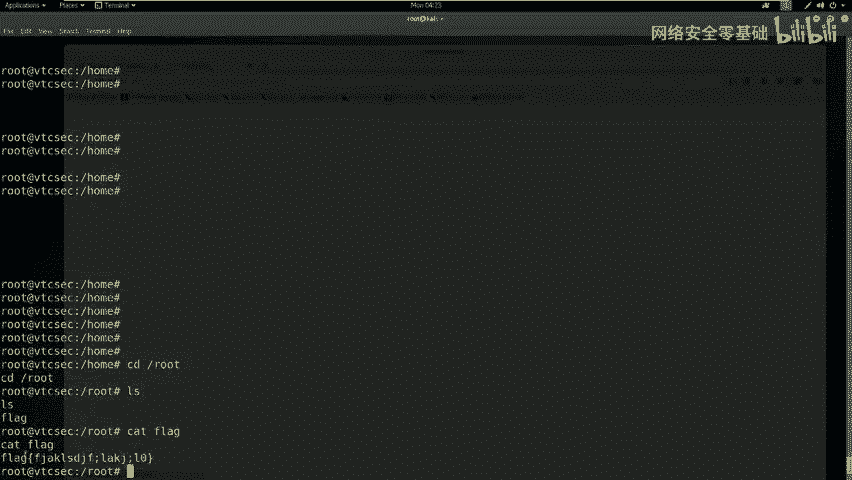 Applications Places Terminal Mon 04:23
root@kali: ~
File Edit View Search Terminal Help
网络安全零基础 bilibili
root@vtcsec:/home#
root@vtcsec:/home#
root@vtcsec:/home#
root@vtcsec:/home#
root@vtcsec:/home#
root@vtcsec:/home#
root@vtcsec:/home#
root@vtcsec:/home#
root@vtcsec:/home#
root@vtcsec:/home#
root@vtcsec:/home#
root@vtcsec:/home#
root@vtcsec:/home# cd /root
cd /root
root@vtcsec:/root# ls
ls
flag
root@vtcsec:/root# cat flag
cat flag
flag{fjaklsdjf;lakj;l0}
root@vtcsec:/root#